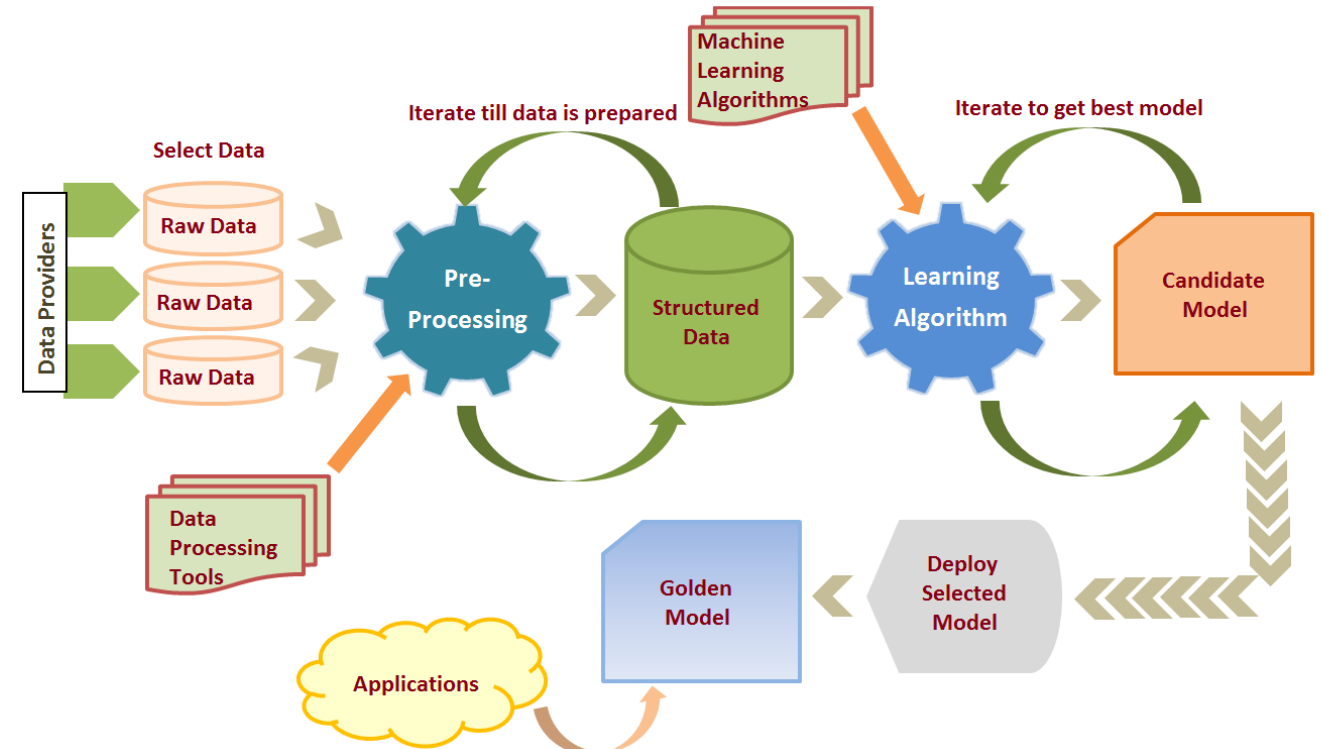 Machine
Learning
Algorithms
Iterate till data is prepared
Iterate to get best model
Select Data
Data Providers
Raw Data
Raw Data
Raw Data
Pre-
Processing
Structured
Data
Learning
Algorithm
Candidate
Model
Data
Processing
Tools
Golden
Model
Deploy
Selected
Model
Applications